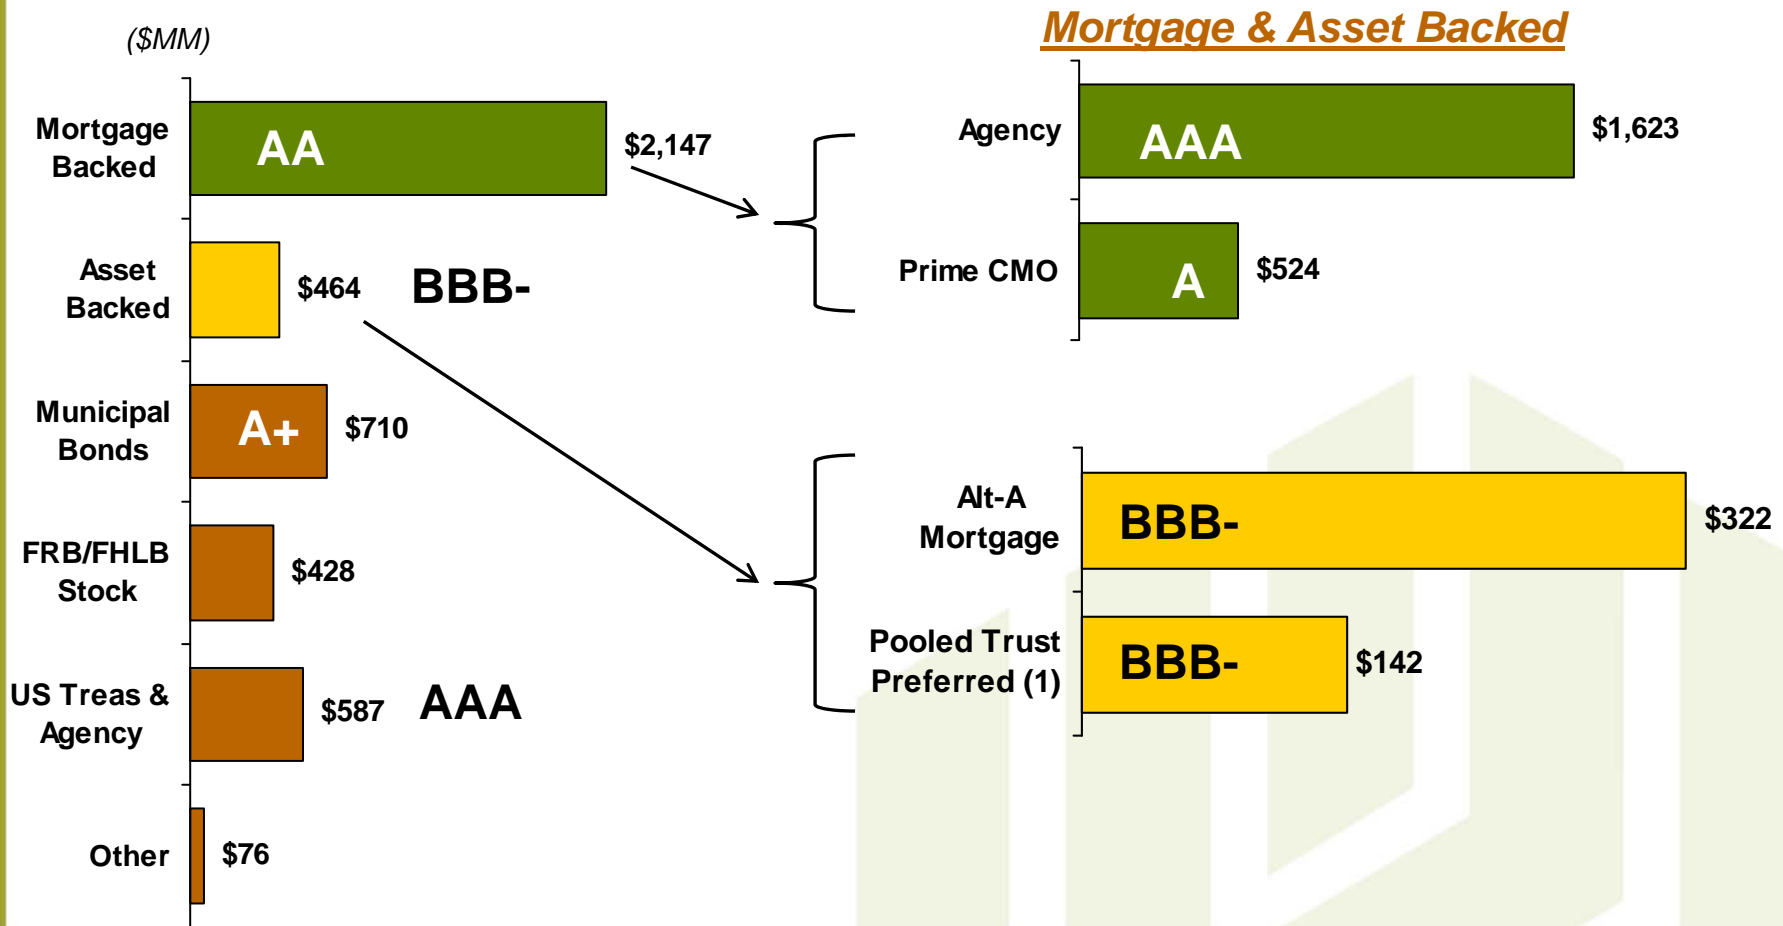 ($MM)
Mortgage
Backed
AA
$2,147
Asset
Backed
$464
BBB-
Municipal
Bonds
A+
$710
FRB/FHLB
Stock
$428
US Treas &
Agency
$587
AAA
Other
$76
Mortgage & Asset Backed
Agency
AAA
$1,623
Prime CMO
A
$524
Alt-A
Mortgage
BBB-
$322
Pooled Trust
Preferred (1)
BBB-
$142